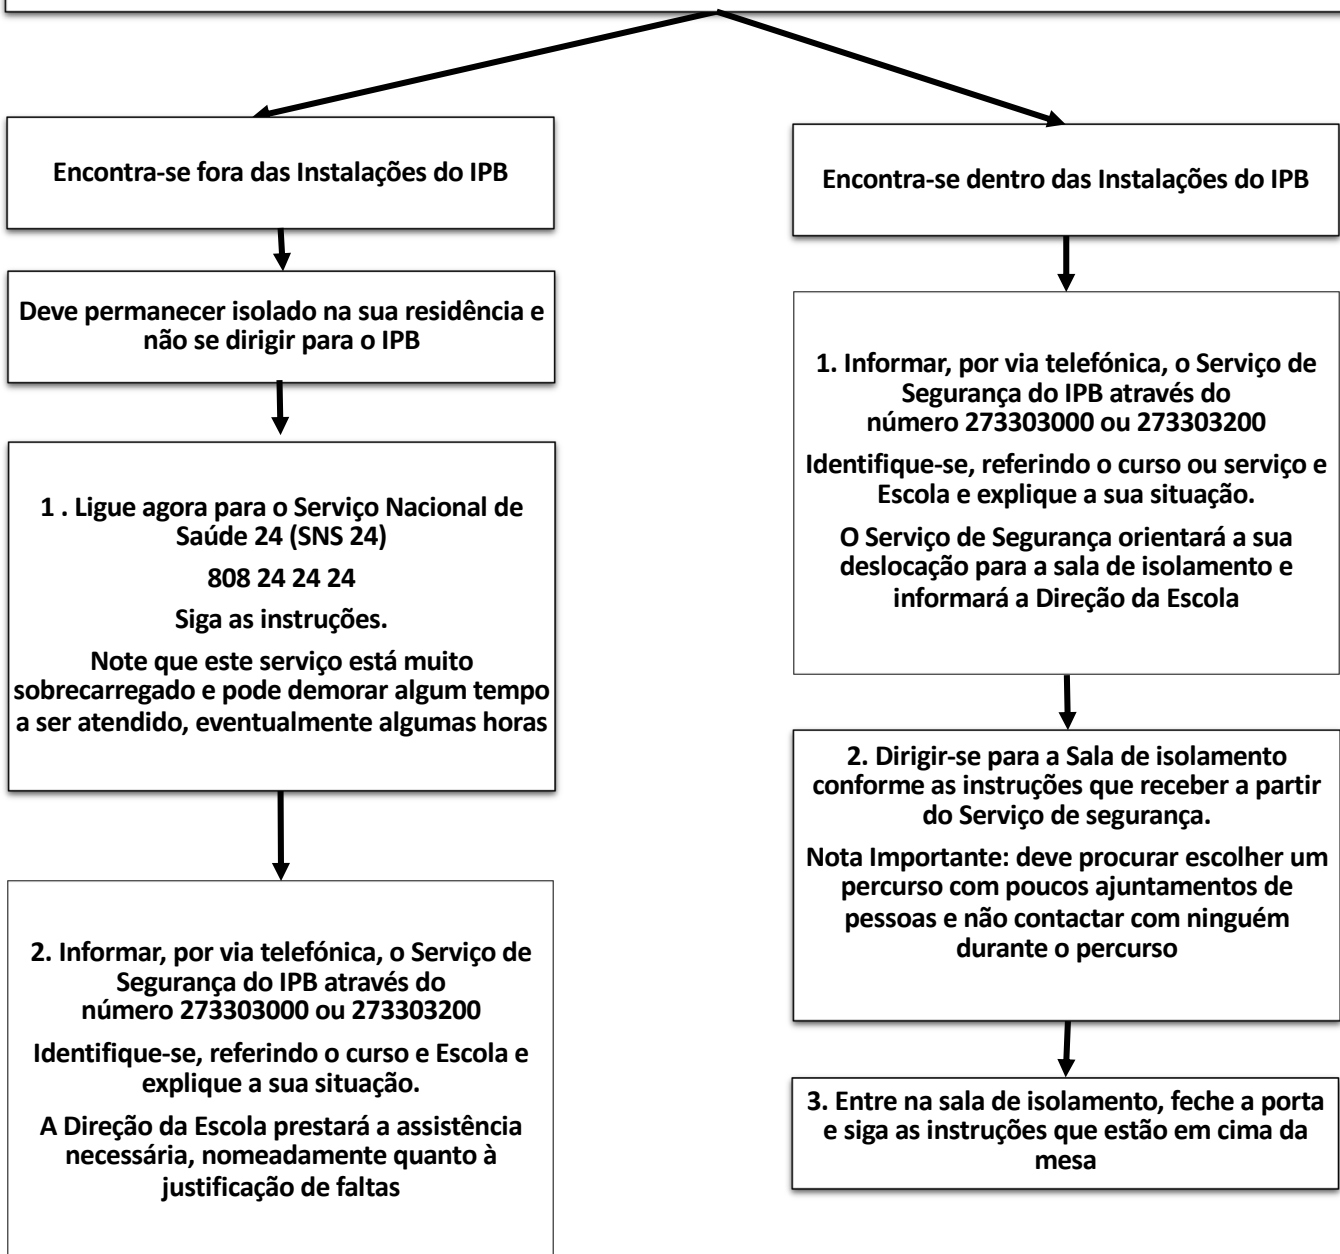 Encontra-se fora das Instalações do IPB
Deve permanecer isolado na sua residência e
não se dirigir para o IPB
1 . Ligue agora para o Serviço Nacional de
Saúde 24 (SNS 24)
808 24 24 24
Siga as instruções.
Note que este serviço está muito
sobrecarregado e pode demorar algum tempo
a ser atendido, eventualmente algumas horas
2. Informar, por via telefónica, o Serviço de
Segurança do IPB através do
número 273303000 ou 273303200
Identifique-se, referindo o curso e Escola e
explique a sua situação.
A Direção da Escola prestará a assistência
necessária, nomeadamente quanto à
justificação de faltas
Encontra-se dentro das Instalações do IPB
1. Informar, por via telefónica, o Serviço de
Segurança do IPB através do
número 273303000 ou 273303200
Identifique-se, referindo o curso ou serviço e
Escola e explique a sua situação.
O Serviço de Segurança orientará a sua
deslocação para a sala de isolamento e
informará a Direção da Escola
2. Dirigir-se para a Sala de isolamento
conforme as instruções que receber a partir
do Serviço de segurança.
Nota Importante: deve procurar escolher um
percurso com poucos ajuntamentos de
pessoas e não contactar com ninguém
durante o percurso
3. Entre na sala de isolamento, feche a porta
e siga as instruções que estão em cima da
mesa